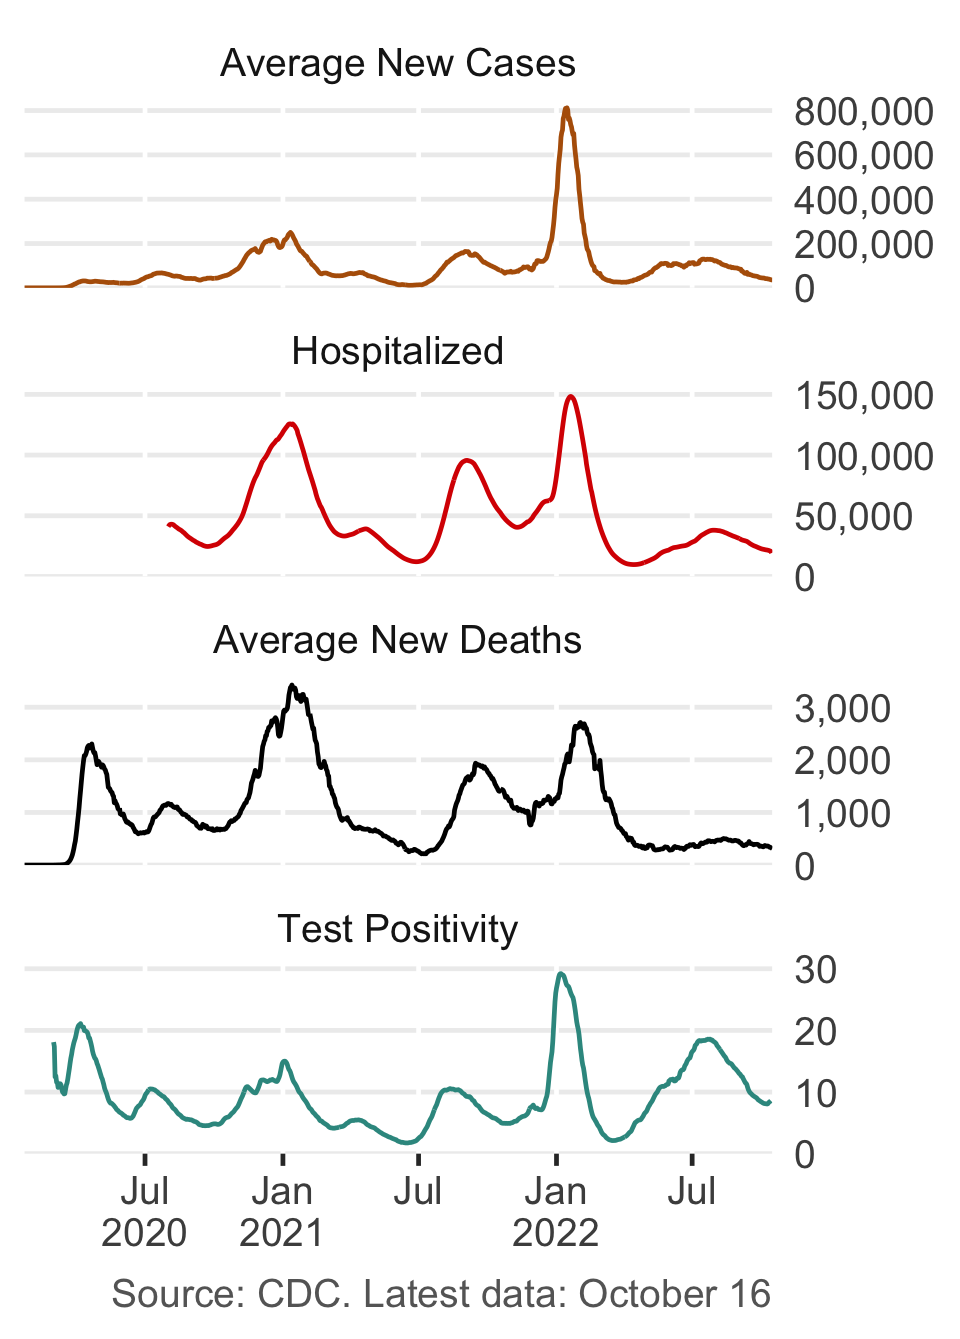 Average New Cases
800,000
600,000
400,000
200,000
0
Hospitalized
150,000
100,000
50,000
0
Average New Deaths
3,000
2,000
1,000
0
Test Positivity
30
20
10
0
Jul Jan Jul Jan Jul
2020 2021 2022
Source: CDC. Latest data: October 16